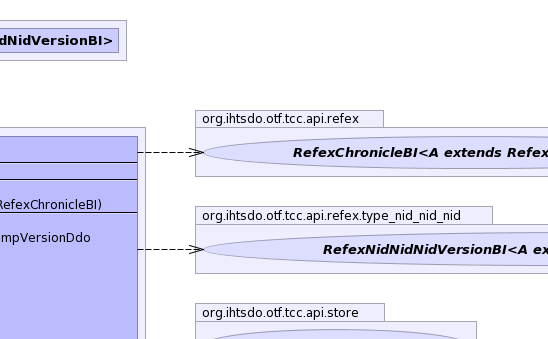 dNidVersionBI>
org.ihtsdo.otf.tcc.api.refex
RefexChronicleBI<A extends Refex
RefexChronicleBI)
org.ihtsdo.otf.tcc.api.refex.type_nid_nid_nid
mpVersionDdo
RefexNidNidNidVersionBI<A ex
org.ihtsdo.otf.tcc.api.store